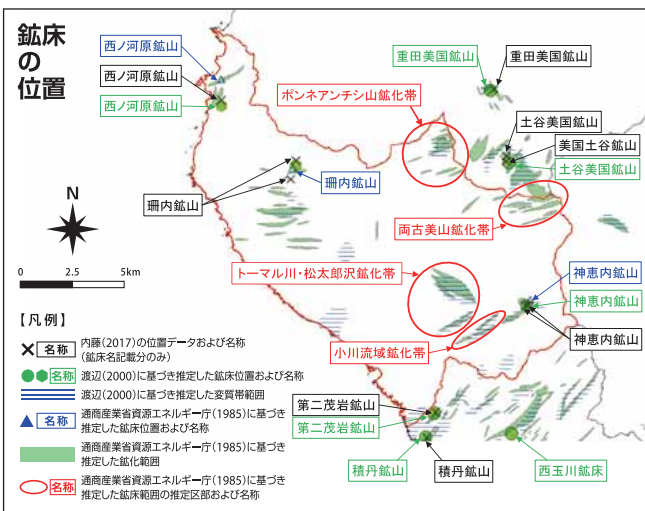 鉱床
の
位置
西ノ河原鉱山
西ノ河原鉱山
西ノ河原鉱山
重田美国鉱山
重田美国鉱山
ポンネアンチシ山鉱化帯
土谷美国鉱山
美国土谷鉱山
土谷美国鉱山
珊内鉱山
珊内鉱山
両古美山鉱化帯
N
0 2.5 5km
トーマル川・松太郎沢鉱化帯
神恵内鉱山
神恵内鉱山
神恵内鉱山
小川流域鉱化帯
【凡例】
名称 内藤（2017）の位置データおよび名称
（鉱床名記載分のみ）
名称 渡辺（2000）に基づき推定した鉱床位置および名称
渡辺（2000）に基づき推定した変質帯範囲
名称 通商産業省資源エネルギー庁（1985）に基づき
推定した鉱床位置および名称
通商産業省資源エネルギー庁（1985）に基づき
推定した鉱化範囲
名称 通商産業省資源エネルギー庁（1985）に基づき
推定した鉱床範囲の推定区部および名称
第二茂岩鉱山
第二茂岩鉱山
積丹鉱山
積丹鉱山
西玉川鉱床